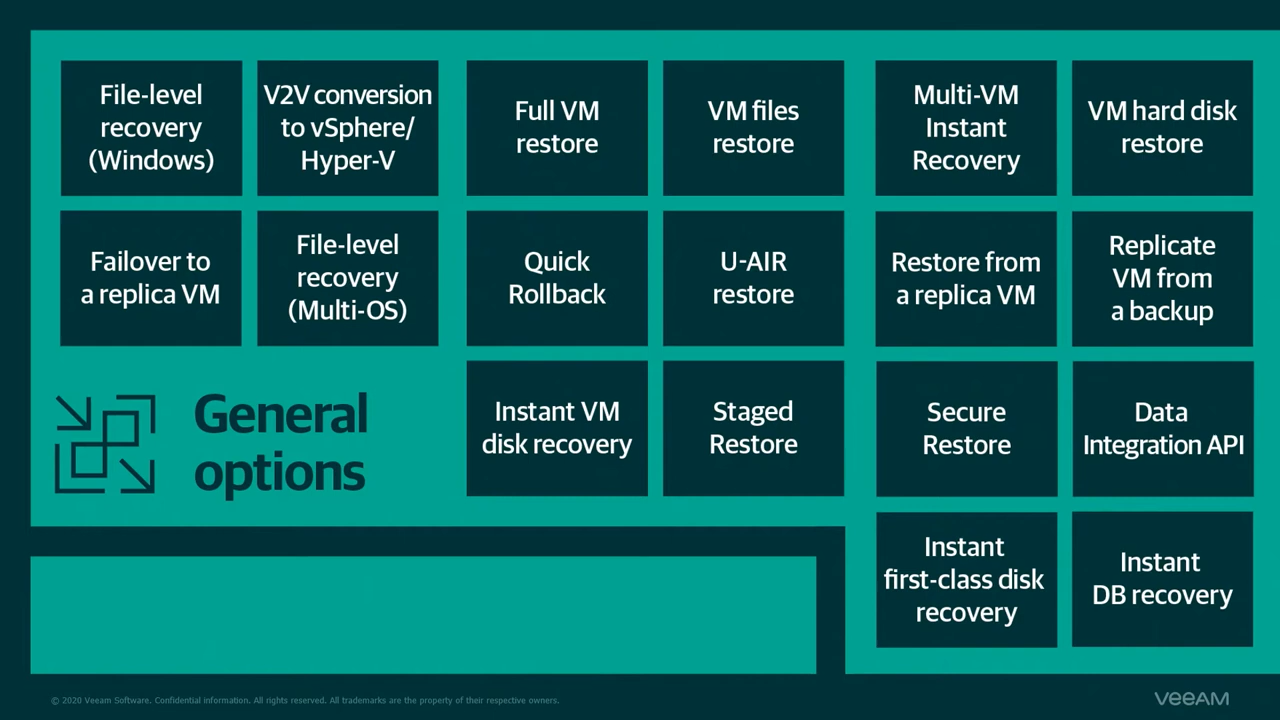 File-level
recovery
(Windows)
V2V conversion
to vSphere/
Hyper-V
Full VM
restore
VM files
restore
Multi-VM
Instant
Recovery
VM hard disk
restore
Failover to
a replica VM
File-level
recovery
(Multi-OS)
Quick
Rollback
U-AIR
restore
Restore from
a replica VM
Replicate
VM from
a backup
General
options
Instant VM
disk recovery
Staged
Restore
Secure
Restore
Data
Integration API
Instant
first-class disk
recovery
Instant
DB recovery
© 2020 Veeam Software. Confidential information. All rights reserved. All trademarks are the property of their respective owners.
veeAM